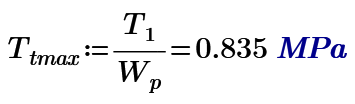 T_tmax := T_1 / W_p = 0.835 MPa